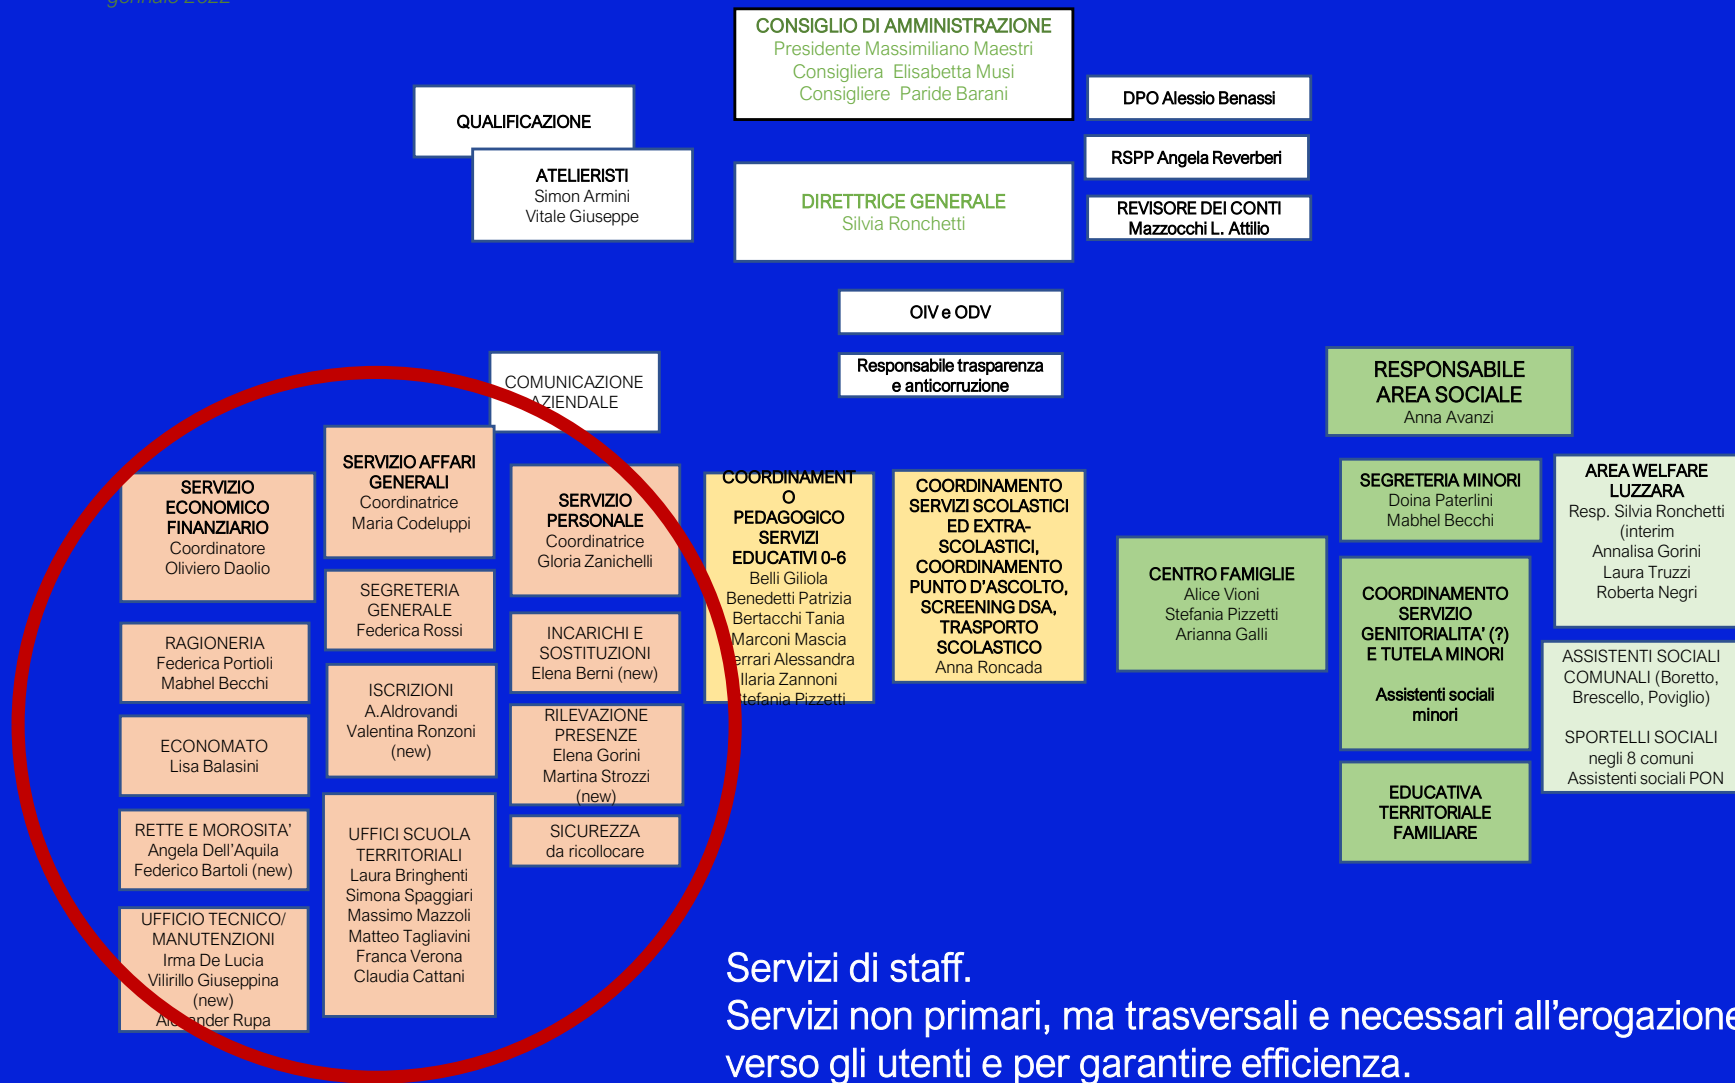 gennaio 2022
CONSIGLIO DI AMMINISTRAZIONE
Presidente Massimiliano Maestri
Consigliera Elisabetta Musi
Consigliere Paride Barani
QUALIFICAZIONE
ATELIERISTI
Simon Armini
Vitale Giuseppe
DPO Alessio Benassi
RSPP Angela Reverberi
REVISORE DEI CONTI
Mazzocchi L. Attilio
DIRETTRICE GENERALE
Silvia Ronchetti
OIV e ODV
Responsabile trasparenza
e anticorruzione
COMUNICAZIONE
AZIENDALE
RESPONSABILE
AREA SOCIALE
Anna Avanzi
SERVIZIO
ECONOMICO
FINANZIARIO
Coordinatore
Oliviero Daolio
RAGIONERIA
Federica Portioli
Mabhel Becchi
ECONOMATO
Lisa Balasini
RETTE E MOROSITA'
Angela Dell'Aquila
Federico Bartoli (new)
UFFICIO TECNICO/
MANUTENZIONI
Irma De Lucia
Vilirillo Giuseppina
(new)
Alexander Rupa
SERVIZIO AFFARI
GENERALI
Coordinatrice
Maria Codeluppi
SEGRETERIA
GENERALE
Federica Rossi
ISCRIZIONI
A.Aldrovandi
Valentina Ronzoni
(new)
UFFICI SCUOLA
TERRITORIALI
Laura Bringhenti
Simona Spaggiari
Massimo Mazzoli
Matteo Tagliavini
Franca Verona
Claudia Cattani
SERVIZIO
PERSONALE
Coordinatrice
Gloria Zanichelli
INCARICHI E
SOSTITUZIONI
Elena Berni (new)
RILEVAZIONE
PRESENZE
Elena Gorini
Martina Strozzi
(new)
SICUREZZA
da ricollocare
COORDINAMENT
O
PEDAGOGICO
SERVIZI
EDUCATIVI 0-6
Belli Giliola
Benedetti Patrizia
Bertacchi Tania
Marconi Mascia
Ferrari Alessandra
Ilaria Zannoni
Stefania Pizzetti
COORDINAMENTO
SERVIZI SCOLASTICI
ED EXTRA-
SCOLASTICI,
COORDINAMENTO
PUNTO D'ASCOLTO,
SCREENING DSA,
TRASPORTO
SCOLASTICO
Anna Roncada
CENTRO FAMIGLIE
Alice Vioni
Stefania Pizzetti
Arianna Galli
SEGRETERIA MINORI
Doina Paterlini
Mabhel Becchi
COORDINAMENTO
SERVIZIO
GENITORIALITA' (?)
E TUTELA MINORI
Assistenti sociali
minori
EDUCATIVA
TERRITORIALE
FAMILIARE
AREA WELFARE
LUZZARA
Resp. Silvia Ronchetti
(interim
Annalisa Gorini
Laura Truzzi
Roberta Negri
ASSISTENTI SOCIALI
COMUNALI (Boretto,
Brescello, Poviglio)
SPORTELLI SOCIALI
negli 8 comuni
Assistenti sociali PON
Servizi di staff.
Servizi non primari, ma trasversali e necessari all'erogazione
verso gli utenti e per garantire efficienza.